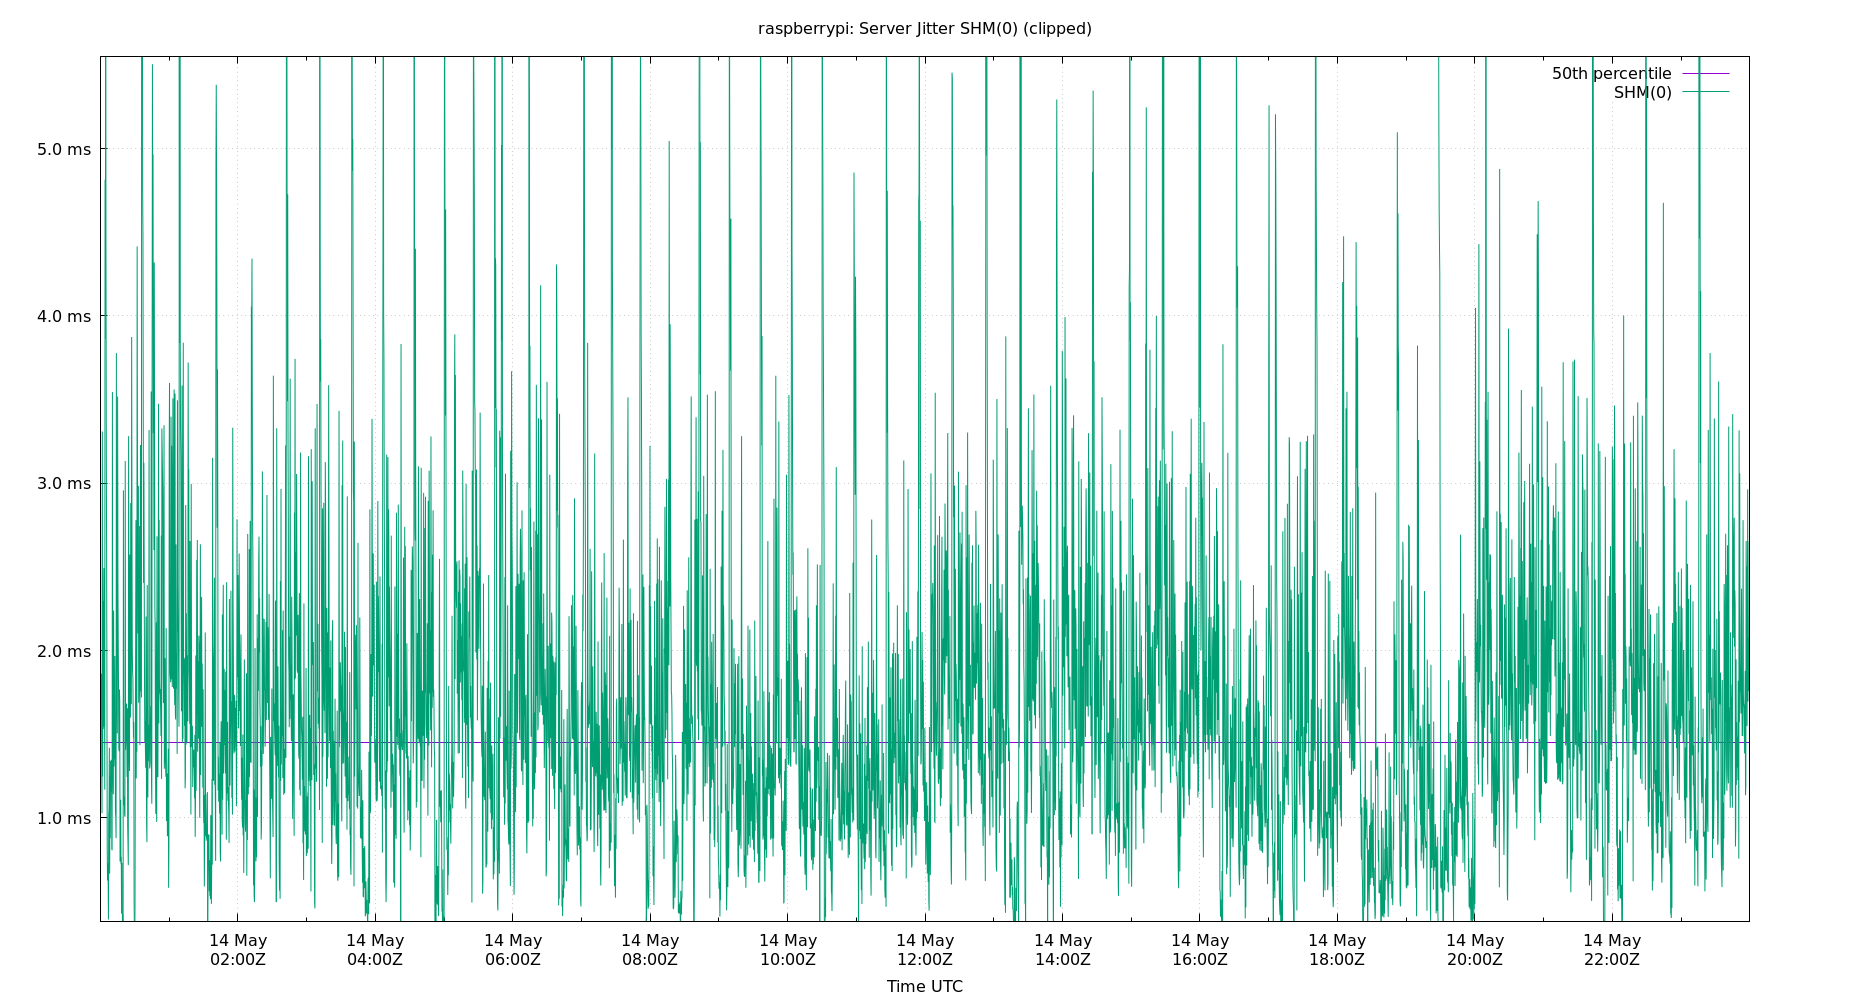 raspberrypi: Server Jitter SHM(0) (clipped)
50th percentile
SHM(0)
5.0 ms
4.0 ms
3.0 ms
2.0 ms
1.0 ms
14 May 14 May 14 May 14 May 14 May 14 May 14 May 14 May 14 May 14 May 14 May
02:00Z 04:00Z 06:00Z 08:00Z 10:00Z 12:00Z 14:00Z 16:00Z 18:00Z 20:00Z 22:00Z
Time UTC